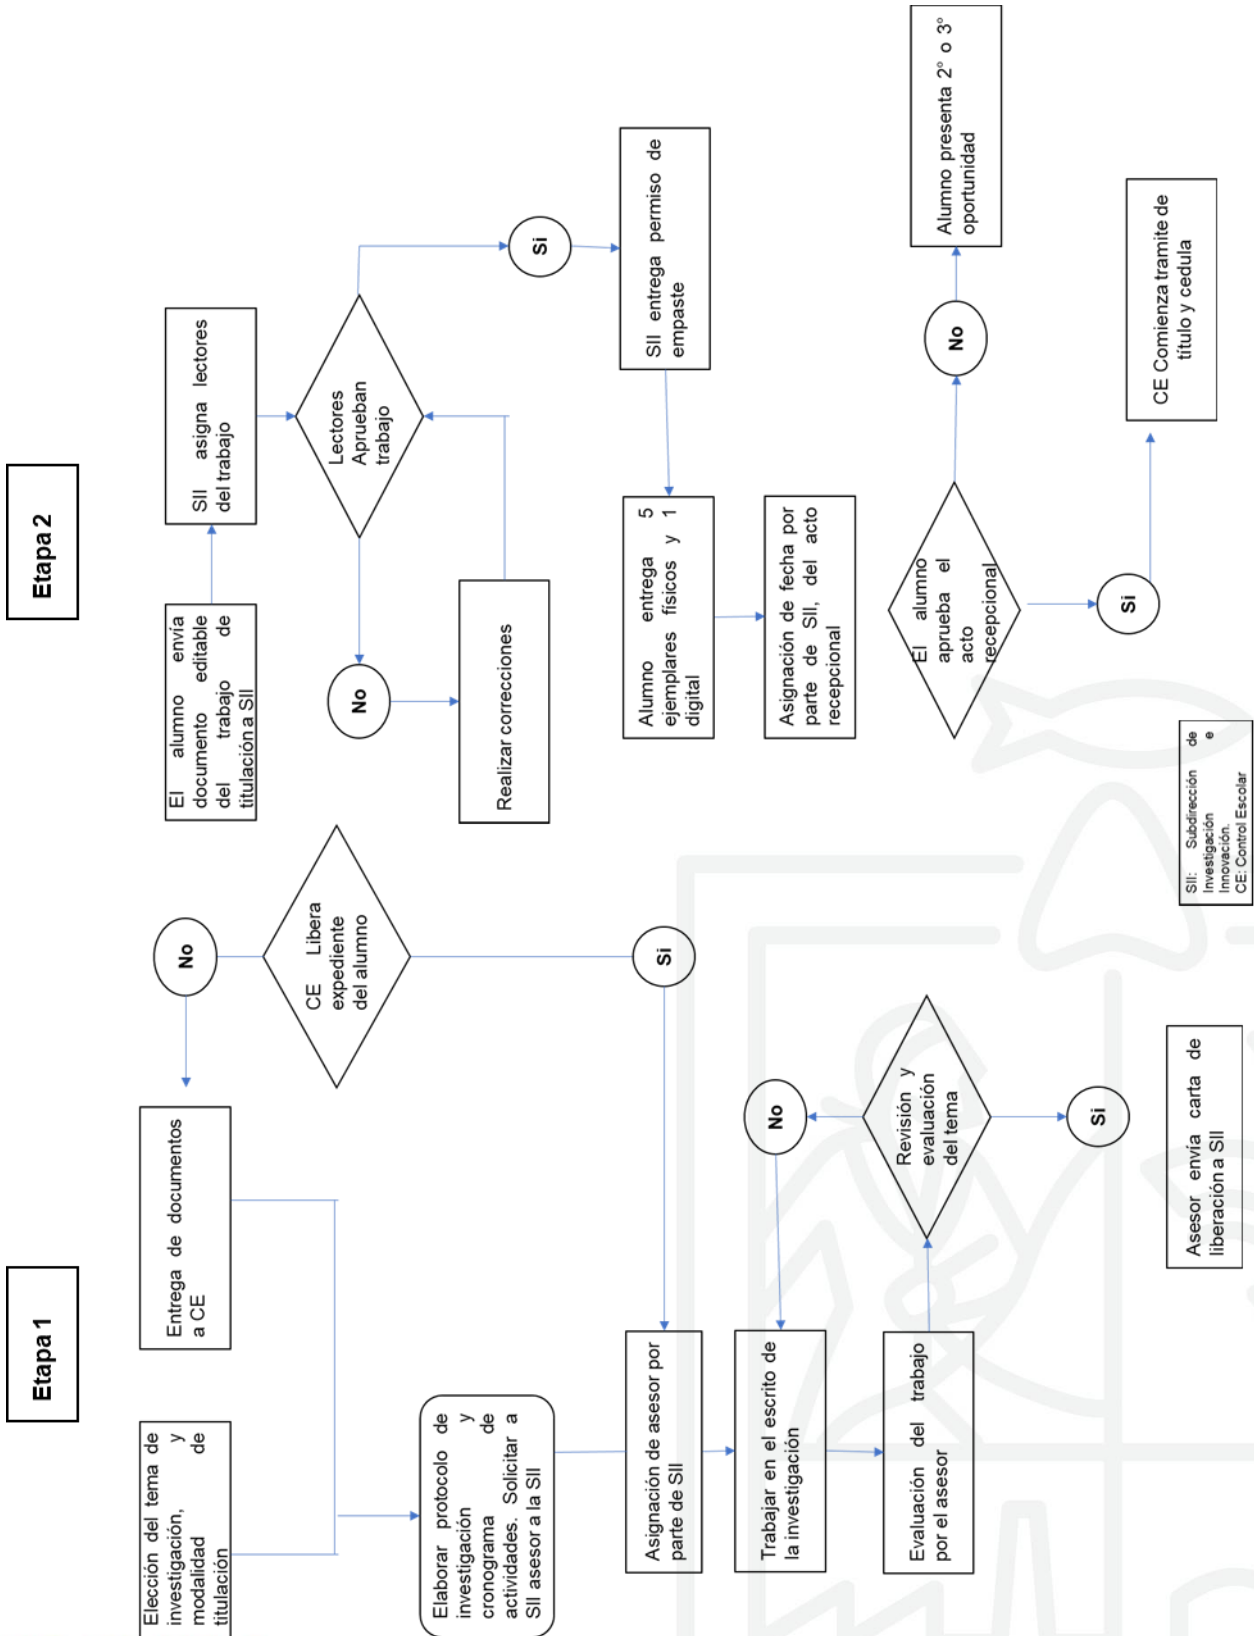 Etapa 1
Elección del tema de
investigación, y
modalidad de
titulación
Entrega de documentos
a CE
No
CE Libera
expediente
del alumno
Si
Elaborar protocolo de
investigación y
cronograma de
actividades. Solicitar a
SII asesor a la SII
Asignación de asesor por
parte de SII
Trabajar en el escrito de
la investigación
Evaluación del trabajo
por el asesor
No
Revisión y
evaluación
del tema
Si
Asesor envía carta de
liberación a SII
Etapa 2
El alumno envía
documento editable
del trabajo de
titulación a SII
SII asigna lectores
del trabajo
Lectores
Aprueban
trabajo
No
Si
Realizar correcciones
SII entrega permiso de
empaste
Alumno entrega 5
ejemplares físicos y 1
digital
Asignación de fecha por
parte de SII, del acto
recepcional
El alumno
aprueba el
acto
recepcional
No
Alumno presenta 2° o 3°
oportunidad
Si
CE Comienza tramite de
título y cedula
SII: Subdirección de
Investigación e
Innovación.
CE: Control Escolar